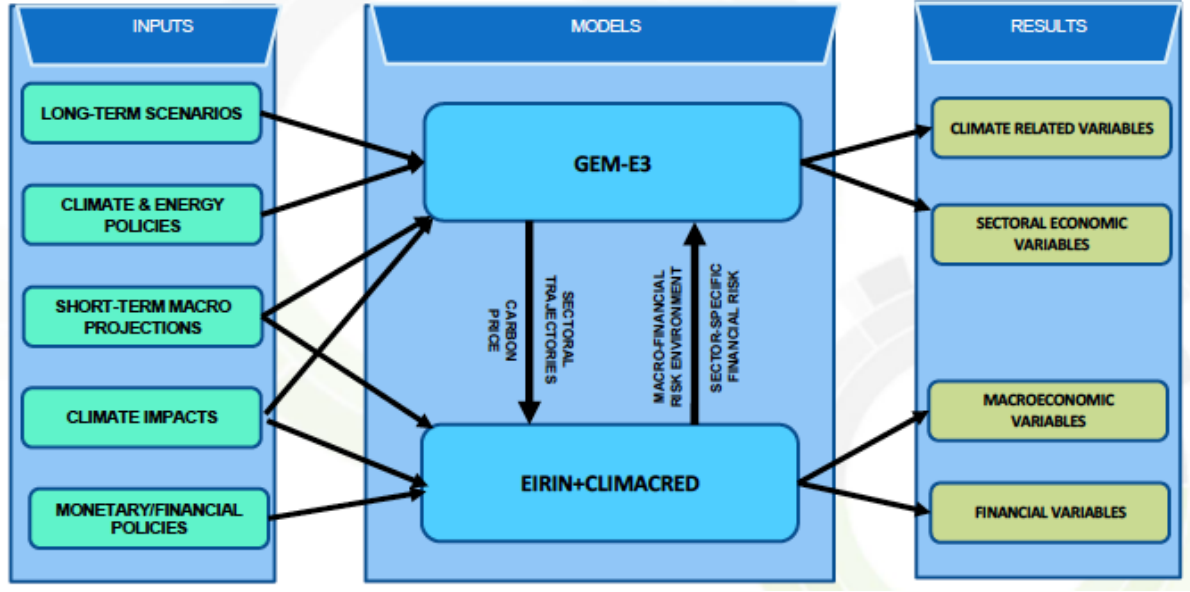 INPUTS
LONG-TERM SCENARIOS
CLIMATE & ENERGY
POLICIES
SHORT-TERM MACRO
PROJECTIONS
CLIMATE IMPACTS
MONETARY/FINANCIAL
POLICIES
MODELS
GEM-E3
SECTORAL
TRAJECTORIES
CARBON
PRICE
MACRO-FINANCIAL
RISK ENVIRONMENT
SECTOR-SPECIFIC
FINANCIAL RISK
EIRIN+CLIMACRED
RESULTS
CLIMATE RELATED VARIABLES
SECTORAL ECONOMIC
VARIABLES
MACROECONOMIC
VARIABLES
FINANCIAL VARIABLES